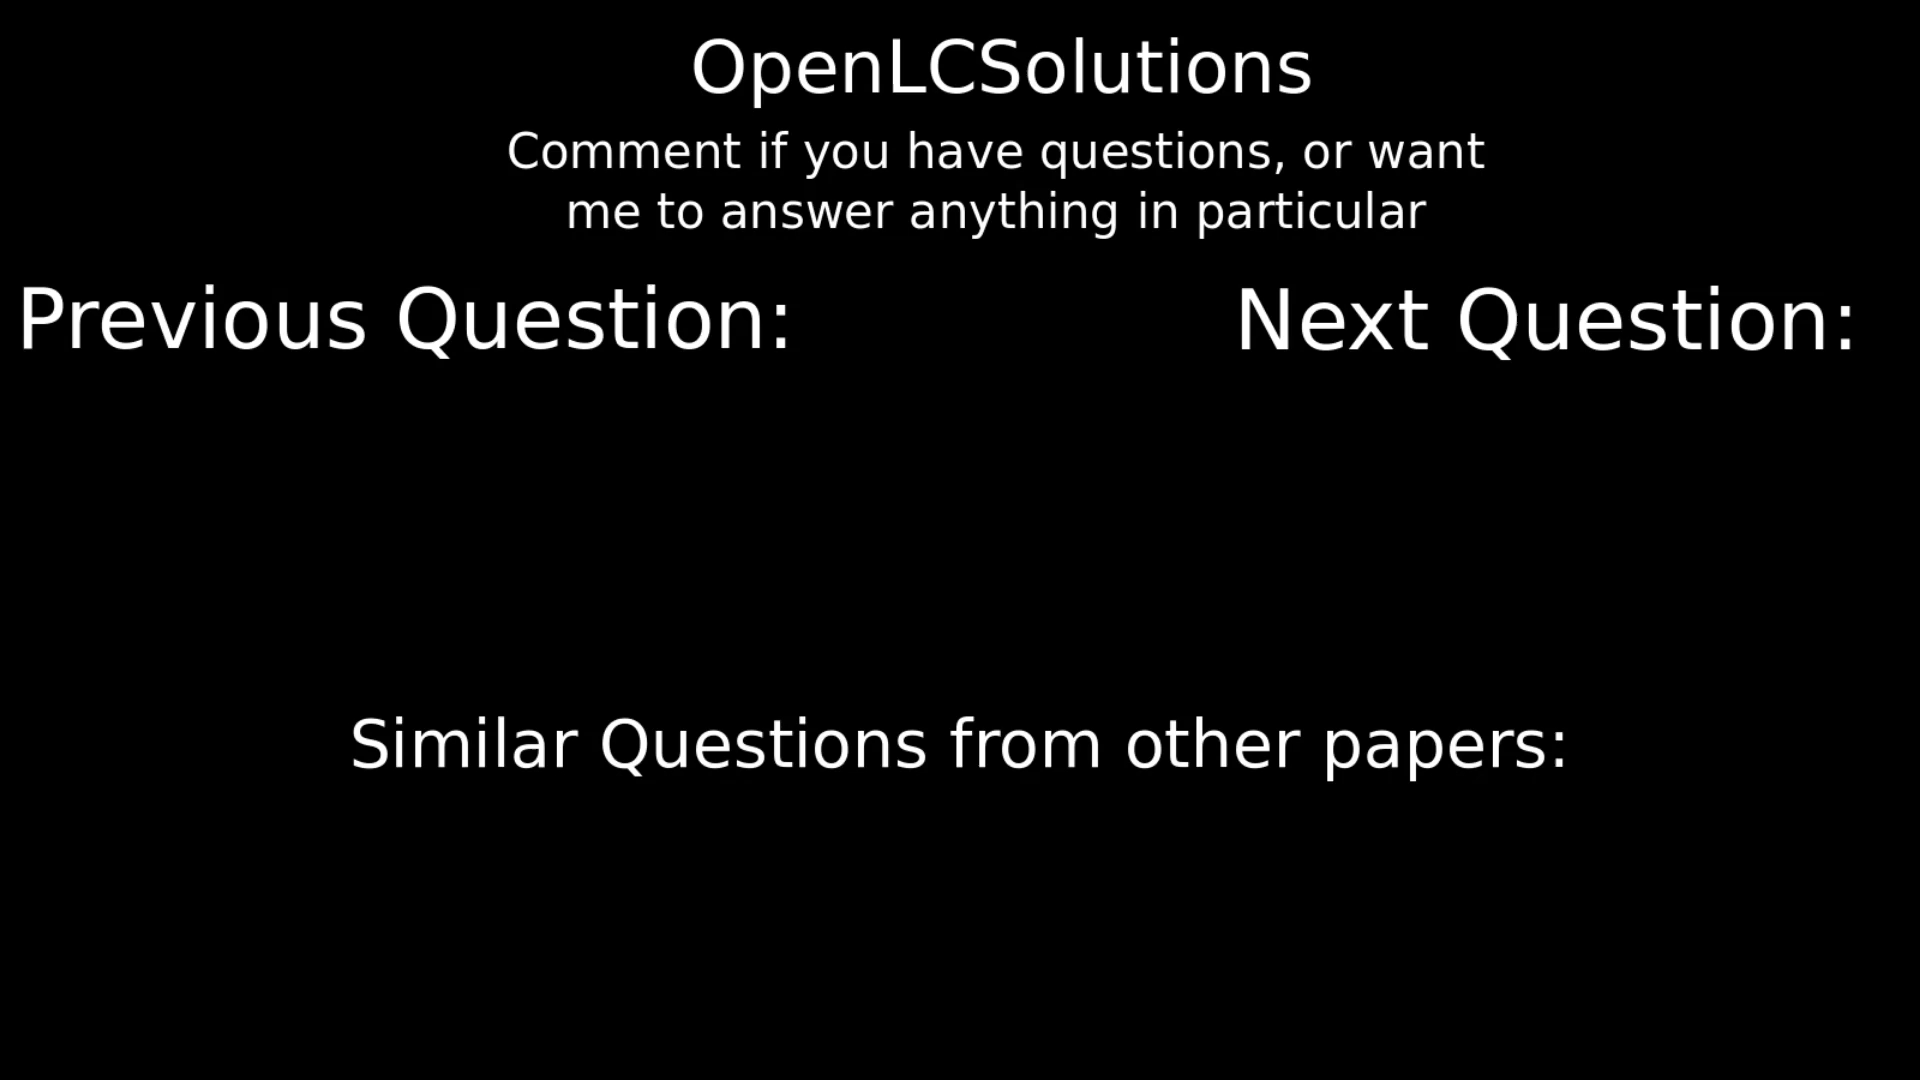 OpenLCSolutions
Comment if you have questions, or want
me to answer anything in particular
Previous Question:
Next Question:
Similar Questions from other papers: